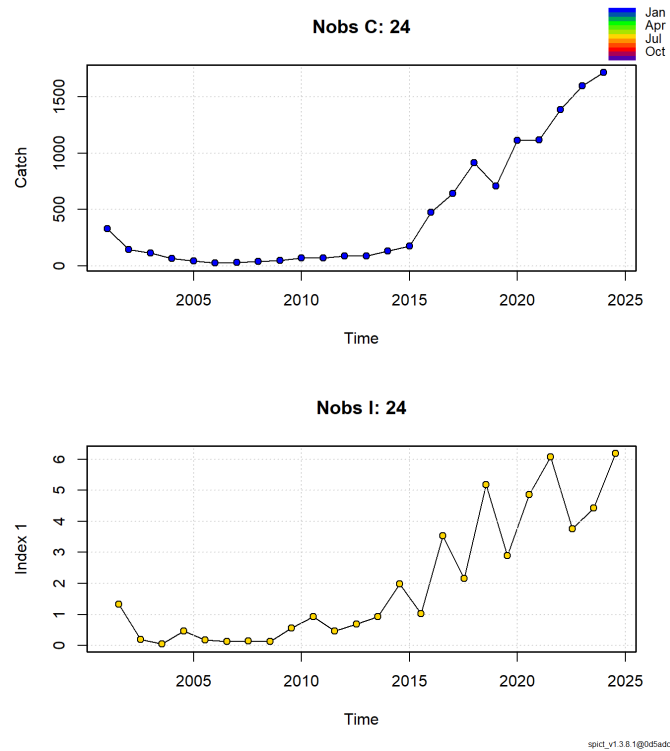 Nobs C: 24
Jan
Apr
Jul
Oct
1500
1000
500
0
Catch
2005 2010 2015 2020 2025
Time
Nobs I: 24
6
5
4
3
2
1
0
Index 1
2005 2010 2015 2020 2025
Time
spict_v1.3.8.1@0d5adc